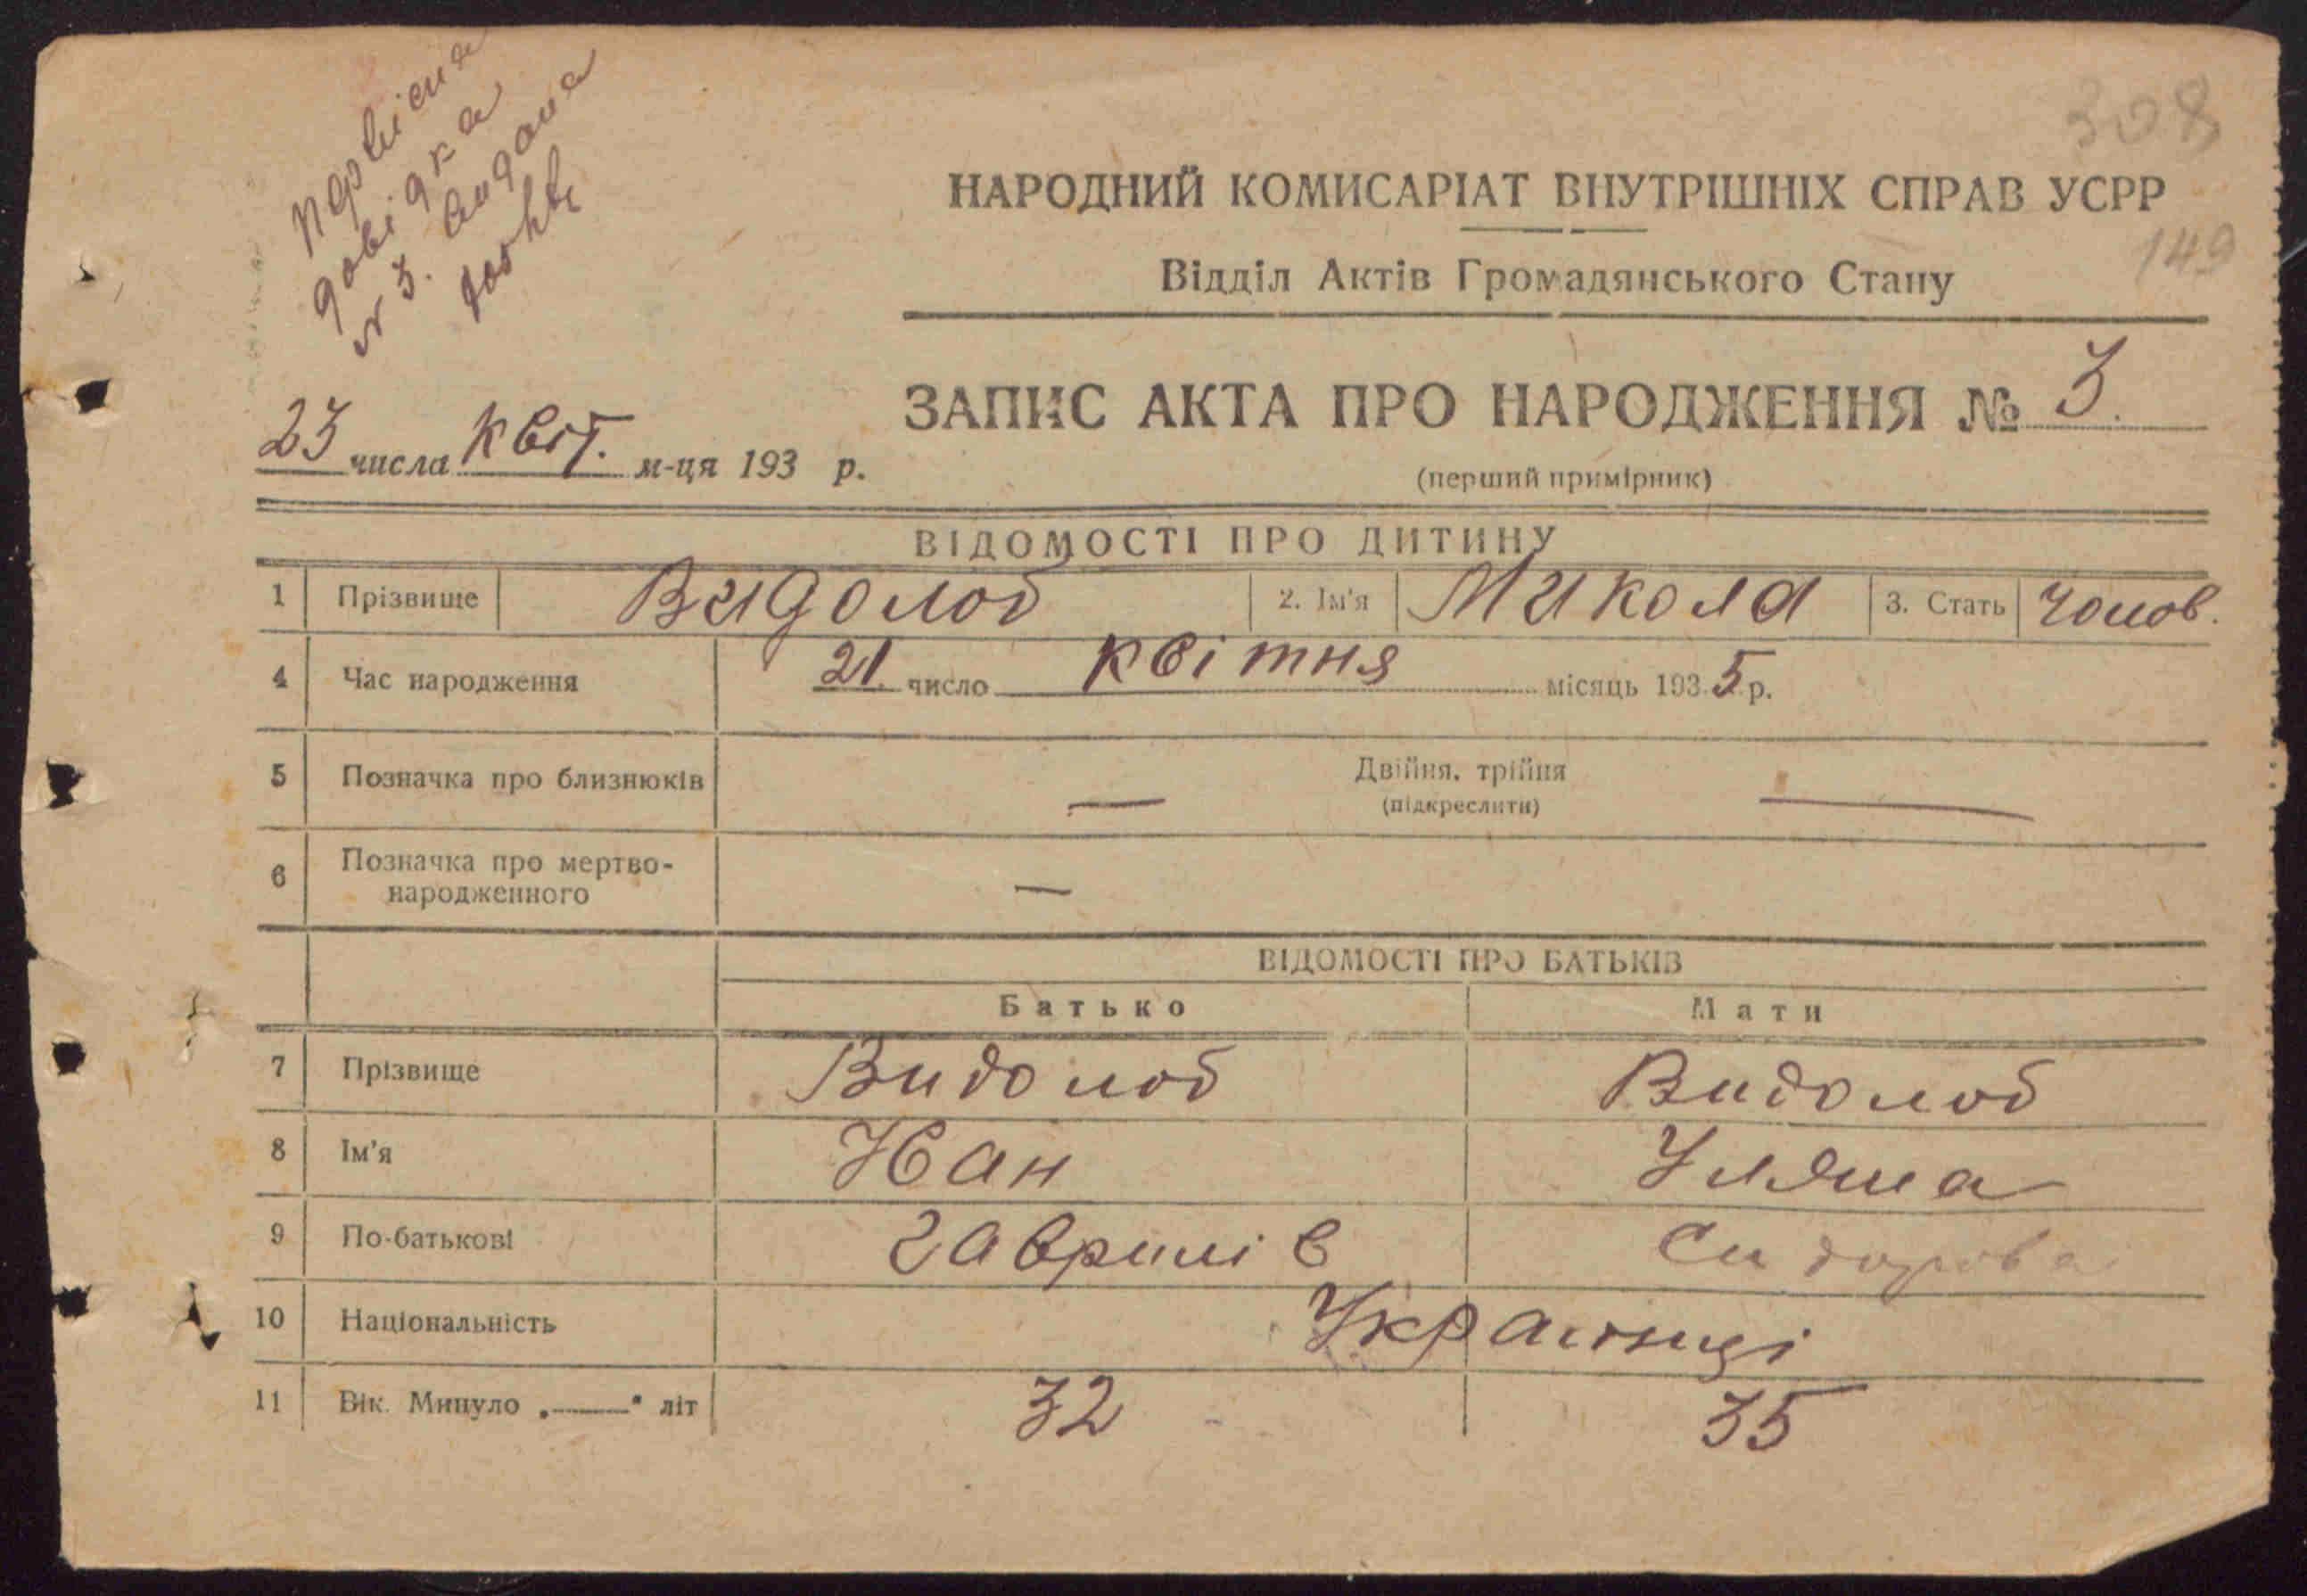 308
НАРОДНИЙ КОМИСАРІАТ ВНУТРІШНІХ СПРАВ УСРР
149
Відділ Актів Громадянського Стану
довідка
№ 3. видана
ЗАПИС АКТА ПРО НАРОДЖЕННЯ № 3.
23 числа квіт. м-ця 193 р.
(перший примірник)
ВІДОМОСТІ ПРО ДИТИНУ
1 Прізвище Видолоб 2. Ім'я Микола 3. Стать Чолов.
4 Час народження 21. число квітня місяць 1935 р.
5 Позначка про близнюків — Двійня, трійня —
(підкреслити)
6 Позначка про мертво-
народженного —
ВІДОМОСТІ ПРО БАТЬКІВ
Батько Мати
7 Прізвище Видолоб Видолоб
8 Ім'я Іван Уляна
9 По-батькові Гаврилів Сидорова
10 Національність Українці
11 Вік. Минуло „——" літ 32 35